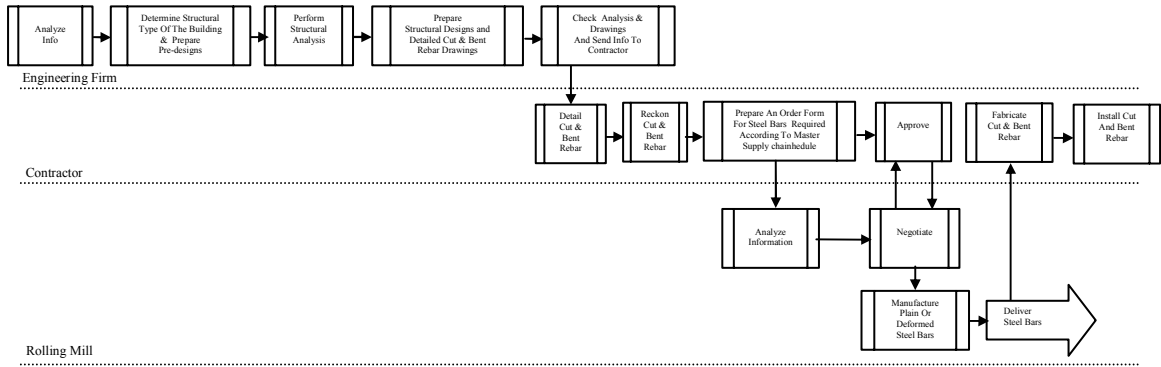 Analyze
Info
Determine Structural
Type Of The Building
& Prepare
Pre-designs
Perform
Structural
Analysis
Prepare
Structural Designs and
Detailed Cut & Bent
Rebar Drawings
Check Analysis &
Drawings
And Send Info To
Contractor
Engineering Firm
Detail
Cut &
Bent
Rebar
Reckon
Cut &
Bent
Rebar
Prepare An Order Form
For Steel Bars Required
According To Master
Supply chainhedule
Approve
Fabricate
Cut & Bent
Rebar
Install Cut
And Bent
Rebar
Contractor
Analyze
Information
Negotiate
Manufacture
Plain Or
Deformed
Steel Bars
Deliver
Steel Bars
Rolling Mill